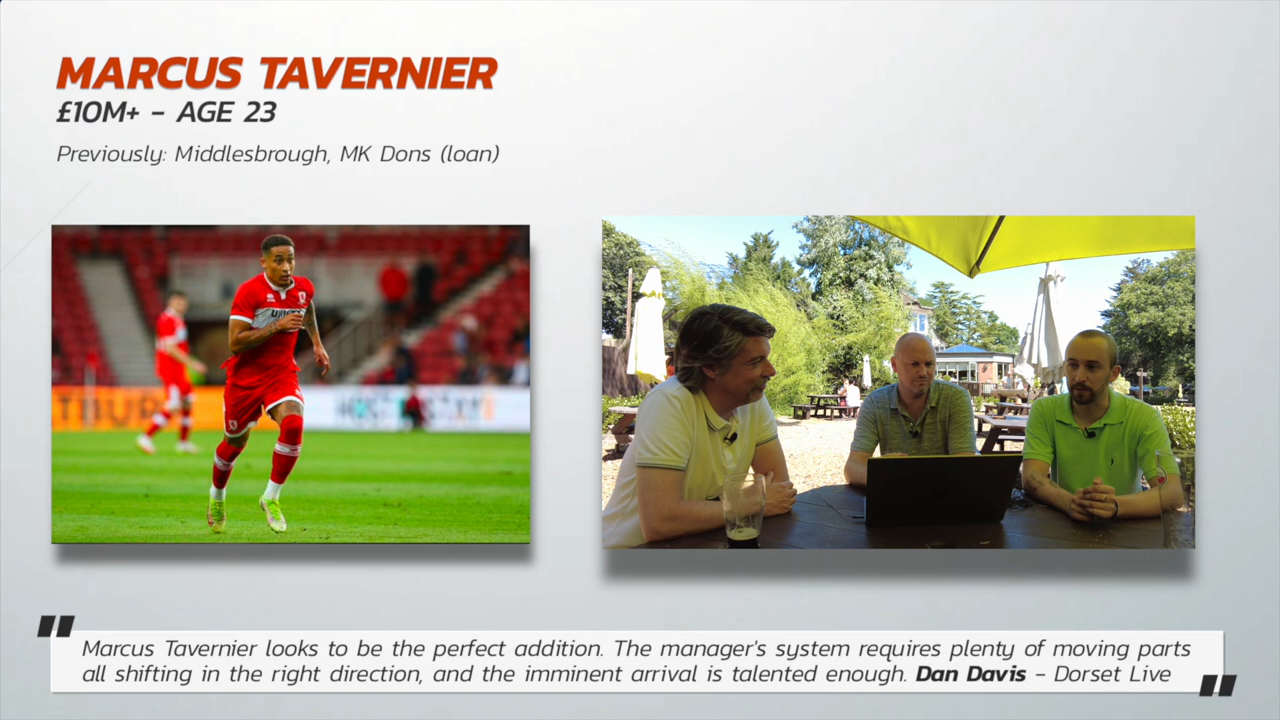 MARCUS TAVERNIER
£10M+ - AGE 23
Previously: Middlesbrough, MK Dons (loan)
"Marcus Tavernier looks to be the perfect addition. The manager's system requires plenty of moving parts
all shifting in the right direction, and the imminent arrival is talented enough. Dan Davis - Dorset Live"